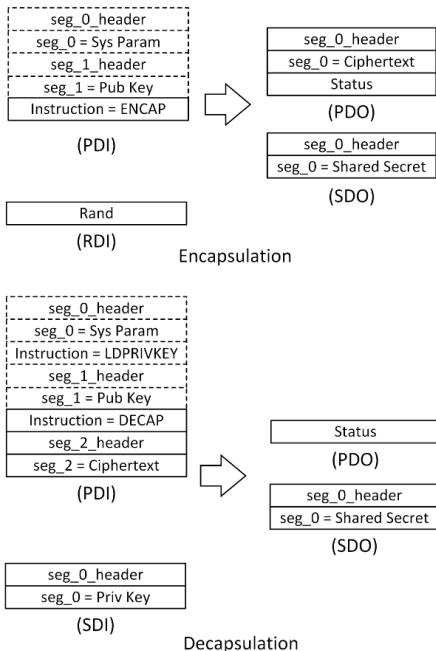 seg_0_header
seg_0 = Sys Param
seg_1_header
seg_1 = Pub Key
Instruction = ENCAP
(PDI)
seg_0_header
seg_0 = Ciphertext
Status
(PDO)
seg_0_header
seg_0 = Shared Secret
(SDO)
Rand
(RDI)
Encapsulation
seg_0_header
seg_0 = Sys Param
Instruction = LDPRIVKEY
seg_1_header
seg_1 = Pub Key
Instruction = DECAP
seg_2_header
seg_2 = Ciphertext
(PDI)
Status
(PDO)
seg_0_header
seg_0 = Shared Secret
(SDO)
seg_0_header
seg_0 = Priv Key
(SDI)
Decapsulation